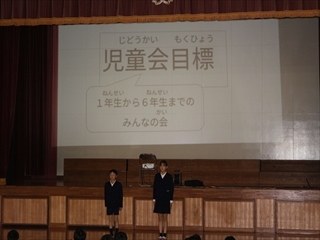 じどうかい もくひょう
児童会目標
ねんせい ねんせい
１年生から６年生までの
かい
みんなの会